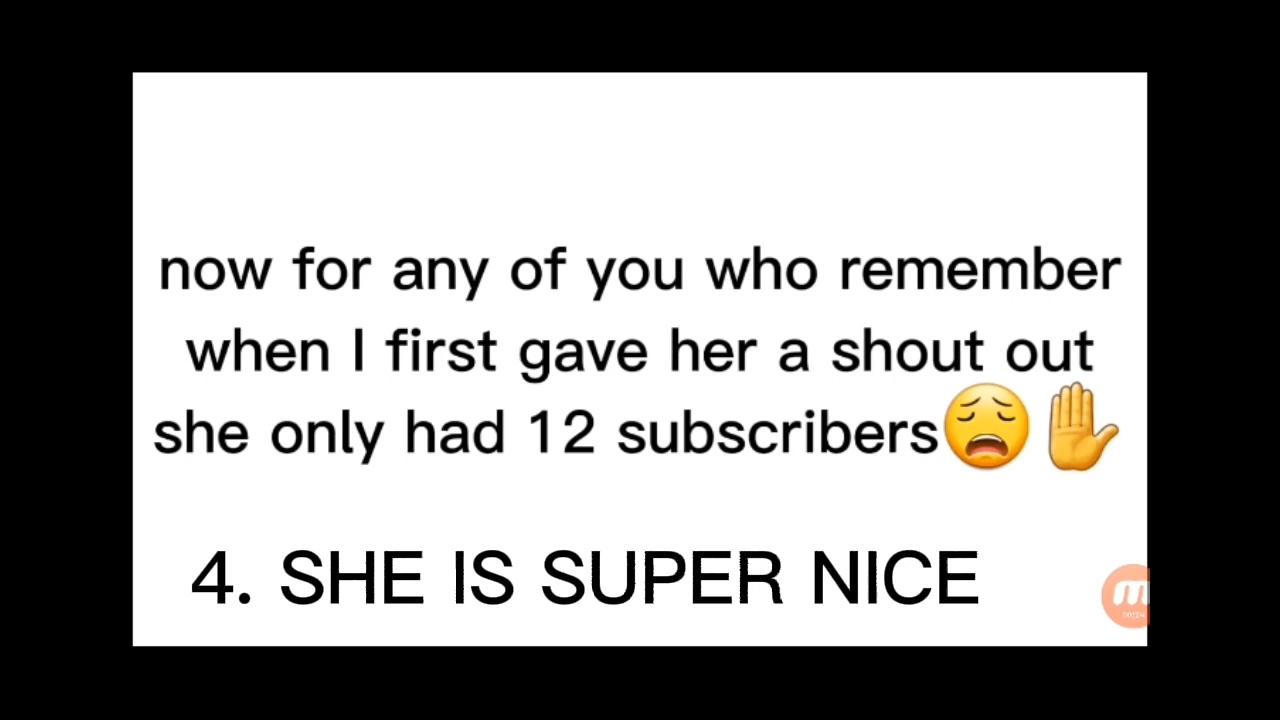 now for any of you who remember
when I first gave her a shout out
she only had 12 subscribers😩✋
4. SHE IS SUPER NICE